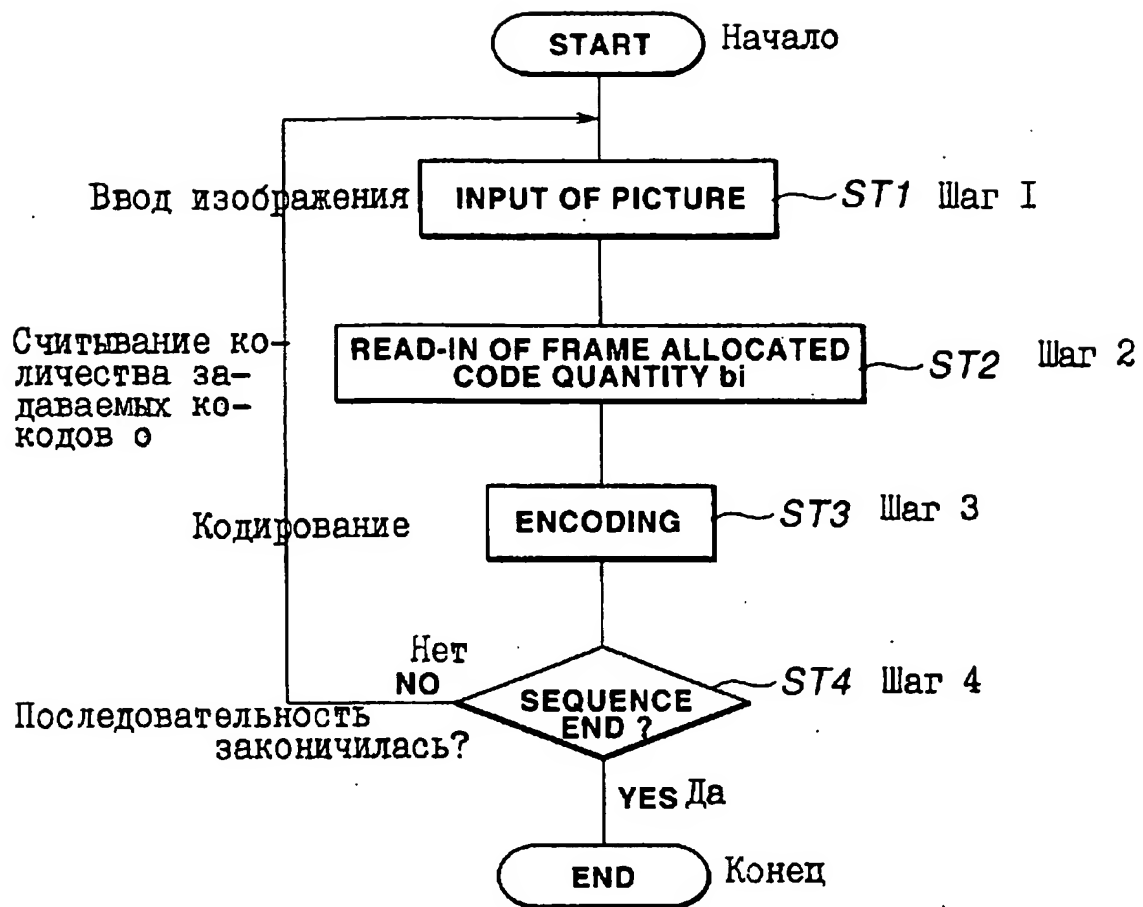 START Начало
Ввод изображения INPUT OF PICTURE ST1 Шаг I
Считывание ко-
личества за-
даваемых ко-
кодов о
READ-IN OF FRAME ALLOCATED
CODE QUANTITY bi
ST2 Шаг 2
Кодирование ENCODING ST3 Шаг 3
Нет
NO
SEQUENCE
END ?
ST4 Шаг 4
Последовательность
закончилась?
YES Да
END Конец